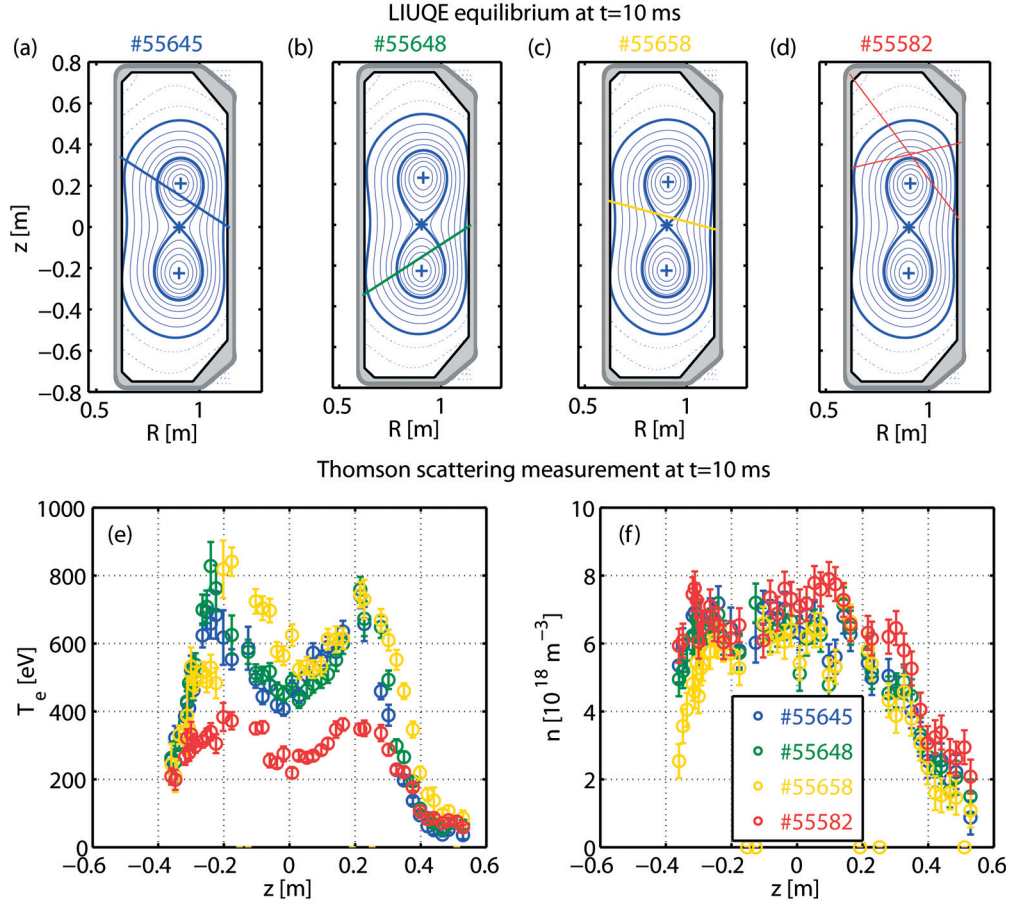 LIUQE equilibrium at t=10 ms
(a) #55645 (b) #55648 (c) #55658 (d) #55582
0.8
0.6
0.4
0.2
0
−0.2
−0.4
−0.6
−0.8
z [m]
0.5 1 0.5 1 0.5 1 0.5 1
R [m] R [m] R [m] R [m]
Thomson scattering measurement at t=10 ms
(e)
1000
800
600
400
200
0
T_e [eV]
−0.6 −0.4 −0.2 0 0.2 0.4 0.6
z [m]
(f)
10
8
6
4
2
0
n [10^18 m^−3]
#55645
#55648
#55658
#55582
−0.6 −0.4 −0.2 0 0.2 0.4 0.6
z [m]